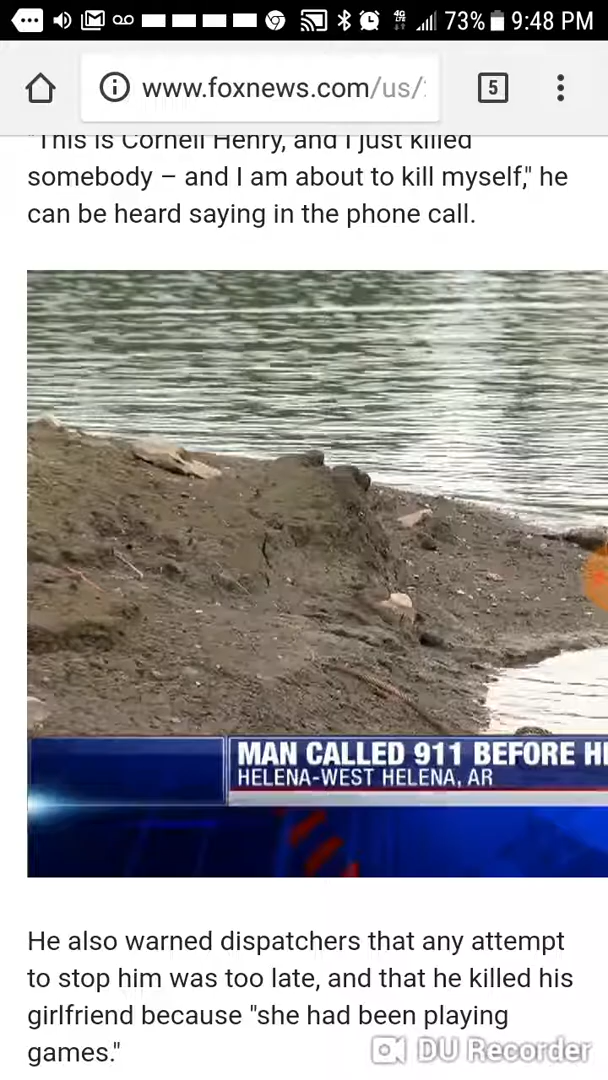 4G
LTE
73%
9:48 PM
www.foxnews.com/us/
5
"This is Cornell Henry, and I just killed
somebody – and I am about to kill myself," he
can be heard saying in the phone call.
MAN CALLED 911 BEFORE
HELENA-WEST HELENA, AR
He also warned dispatchers that any attempt
to stop him was too late, and that he killed his
girlfriend because "she had been playing
games."
DU Recorder